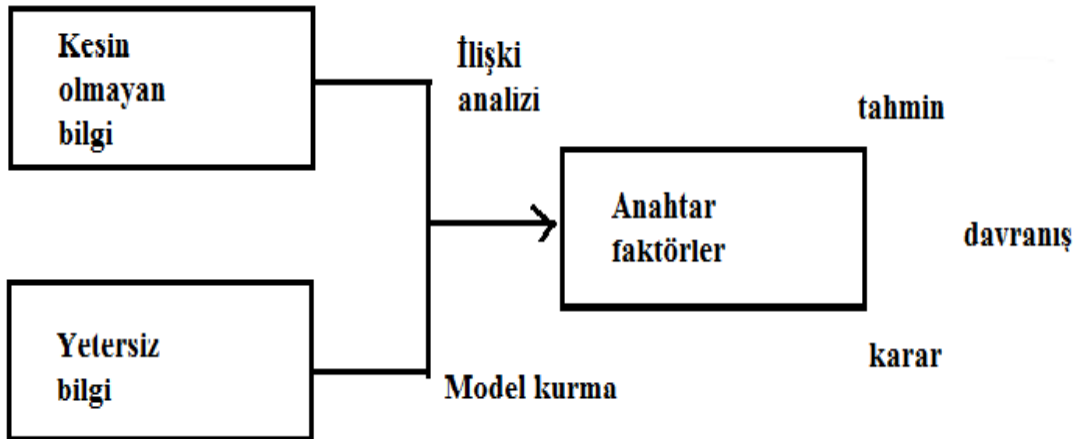 Kesin
olmayan
bilgi
İlişki
analizi
tahmin
Anahtar
faktörler
davranış
Yetersiz
bilgi
karar
Model kurma